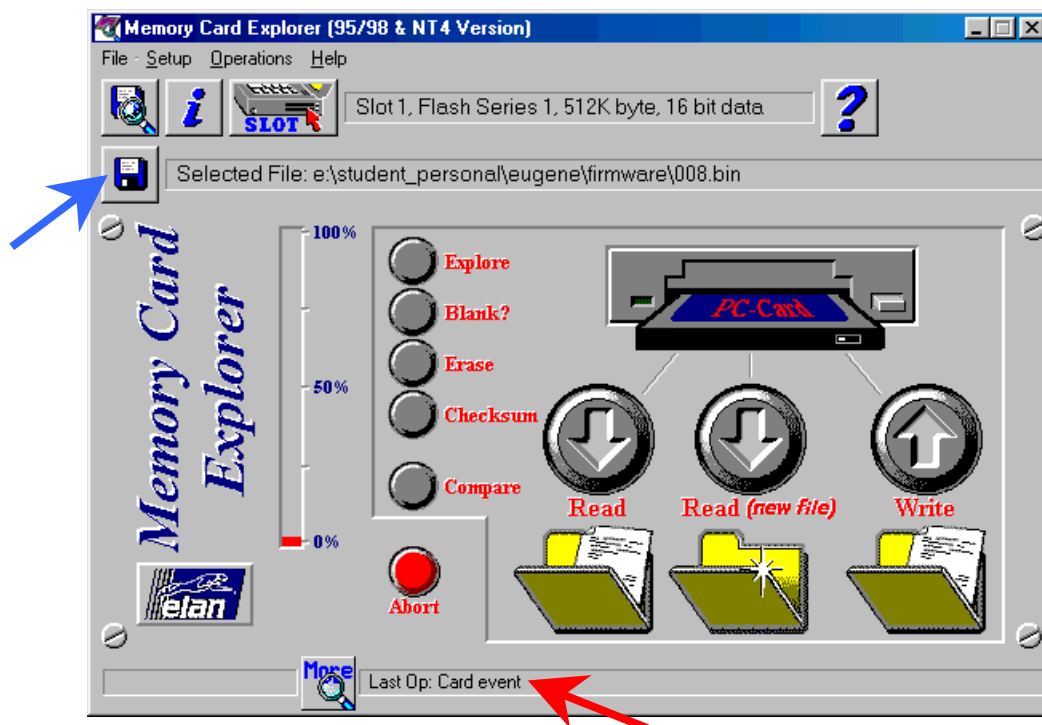 Memory Card Explorer (95/98 & NT4 Version)
File Setup Operations Help
SLOT
Slot 1, Flash Series 1, 512K byte, 16 bit data
Selected File: e:\student_personal\eugene\firmware\008.bin
Memory Card
Explorer
100%
50%
0%
Explore
Blank?
Erase
Checksum
Compare
Abort
PC-Card
Read
Read (new file)
Write
elan
More
Last Op: Card event